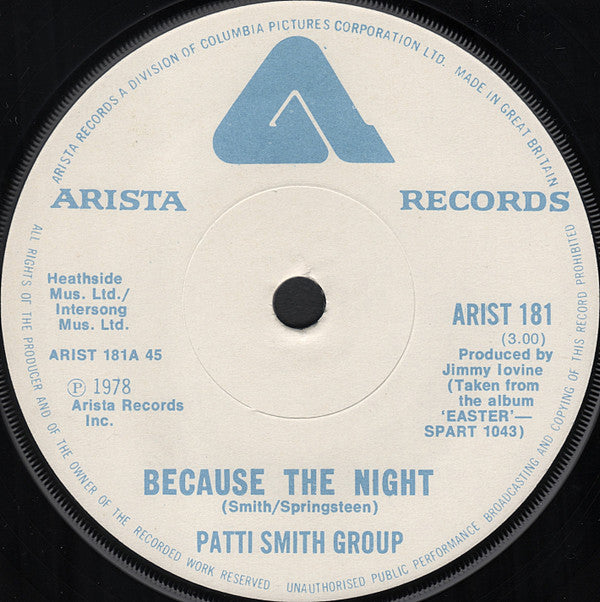 ARISTA RECORDS A DIVISION OF COLUMBIA PICTURES CORPORATION LTD. MADE IN GREAT BRITAIN
ARISTA RECORDS
Heathside
Mus. Ltd./
Intersong
Mus. Ltd.
ARIST 181A 45
Ⓟ 1978
Arista Records
Inc.
ARIST 181
(3.00)
Produced by
Jimmy Iovine
(Taken from
the album
'EASTER'—
SPART 1043)
BECAUSE THE NIGHT
(Smith/Springsteen)
PATTI SMITH GROUP
ALL RIGHTS OF THE PRODUCER AND OF THE OWNER OF THE RECORDED WORK RESERVED - UNAUTHORISED PUBLIC PERFORMANCE BROADCASTING AND COPYING OF THIS RECORD PROHIBITED